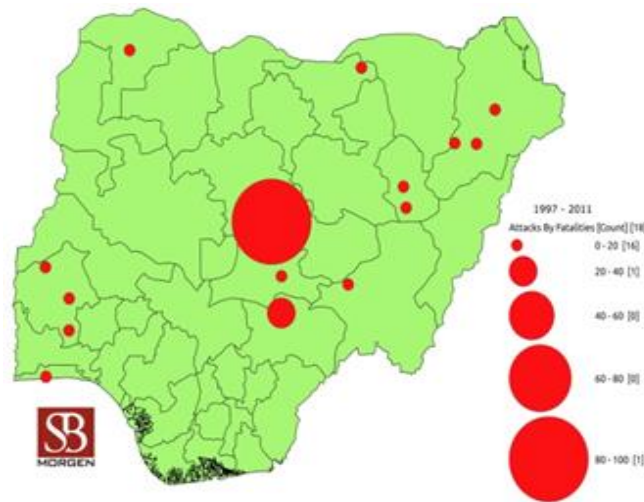 1997 - 2011
Attacks By Fatalities [Count] [18]
0 - 20 [16]
20 - 40 [1]
40 - 60 [0]
60 - 80 [0]
80 - 100 [1]
SB
MORGEN